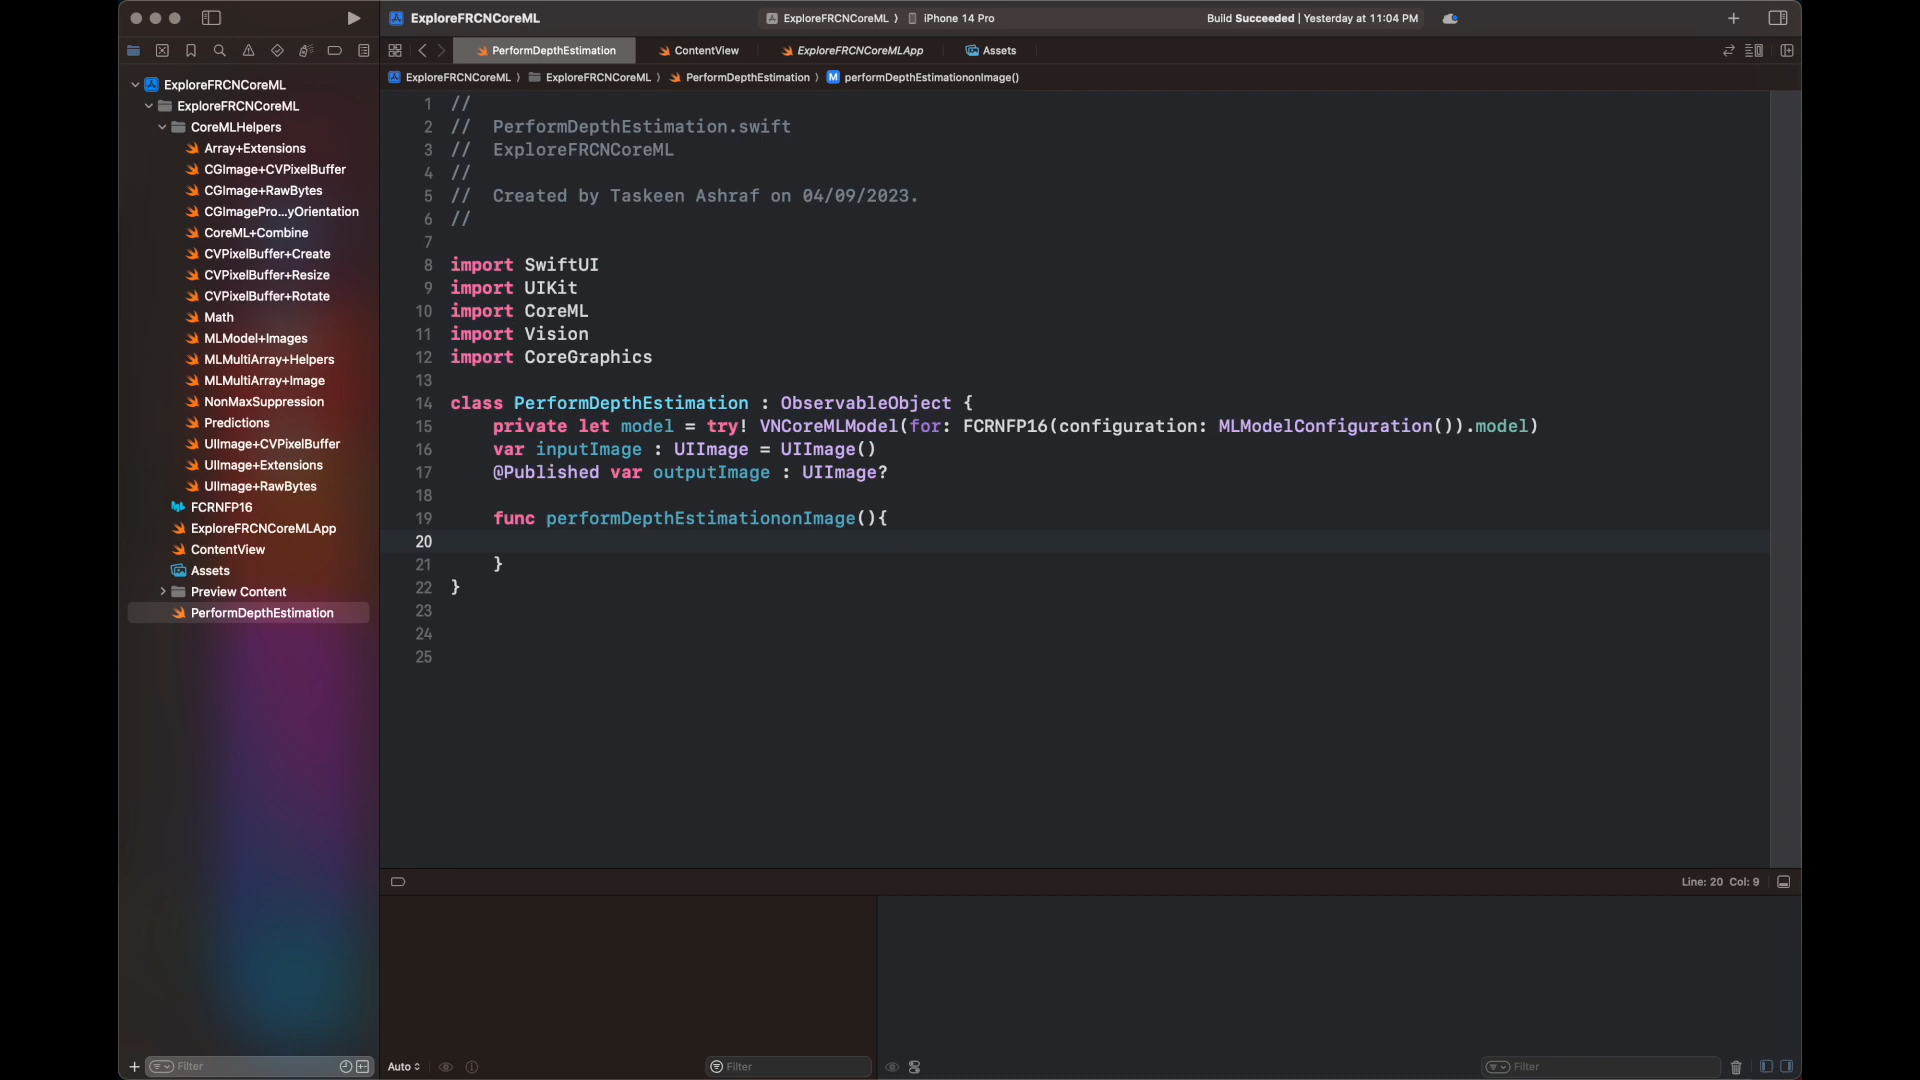 ExploreFRCNCoreML
ExploreFRCNCoreML ⟩ iPhone 14 Pro
Build Succeeded | Yesterday at 11:04 PM
PerformDepthEstimation
ContentView
ExploreFRCNCoreMLApp
Assets
ExploreFRCNCoreML ⟩ ExploreFRCNCoreML ⟩ PerformDepthEstimation ⟩ M performDepthEstimationonImage()
ExploreFRCNCoreML
ExploreFRCNCoreML
CoreMLHelpers
Array+Extensions
CGImage+CVPixelBuffer
CGImage+RawBytes
CGImagePro...yOrientation
CoreML+Combine
CVPixelBuffer+Create
CVPixelBuffer+Resize
CVPixelBuffer+Rotate
Math
MLModel+Images
MLMultiArray+Helpers
MLMultiArray+Image
NonMaxSuppression
Predictions
UIImage+CVPixelBuffer
UIImage+Extensions
UIImage+RawBytes
FCRNFP16
ExploreFRCNCoreMLApp
ContentView
Assets
Preview Content
PerformDepthEstimation
Filter
1 //
2 //  PerformDepthEstimation.swift
3 //  ExploreFRCNCoreML
4 //
5 //  Created by Taskeen Ashraf on 04/09/2023.
6 //
7
8 import SwiftUI
9 import UIKit
10 import CoreML
11 import Vision
12 import CoreGraphics
13
14 class PerformDepthEstimation : ObservableObject {
15     private let model = try! VNCoreMLModel(for: FCRNFP16(configuration: MLModelConfiguration()).model)
16     var inputImage : UIImage = UIImage()
17     @Published var outputImage : UIImage?
18
19     func performDepthEstimationonImage(){
20
21     }
22 }
23
24
25
Line: 20 Col: 9
Auto
Filter
Filter